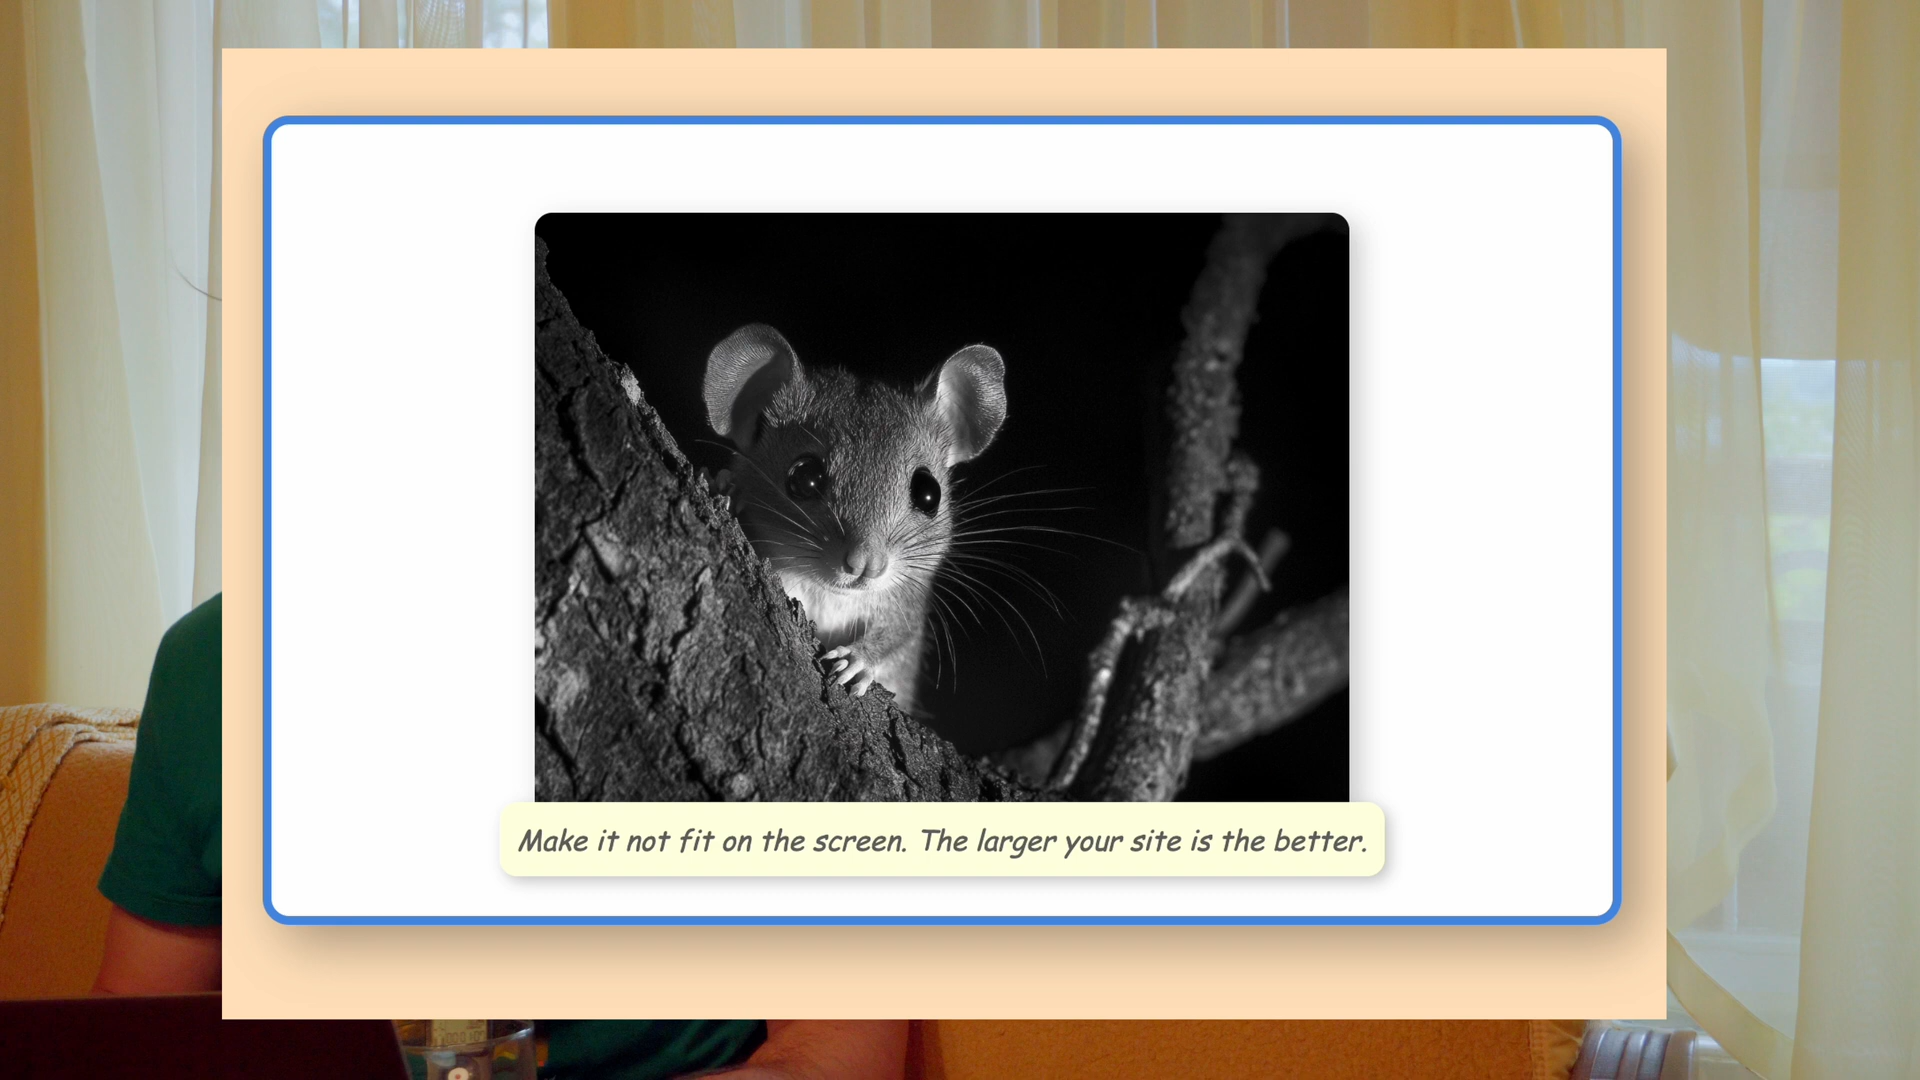 Make it not fit on the screen. The larger your site is the better.